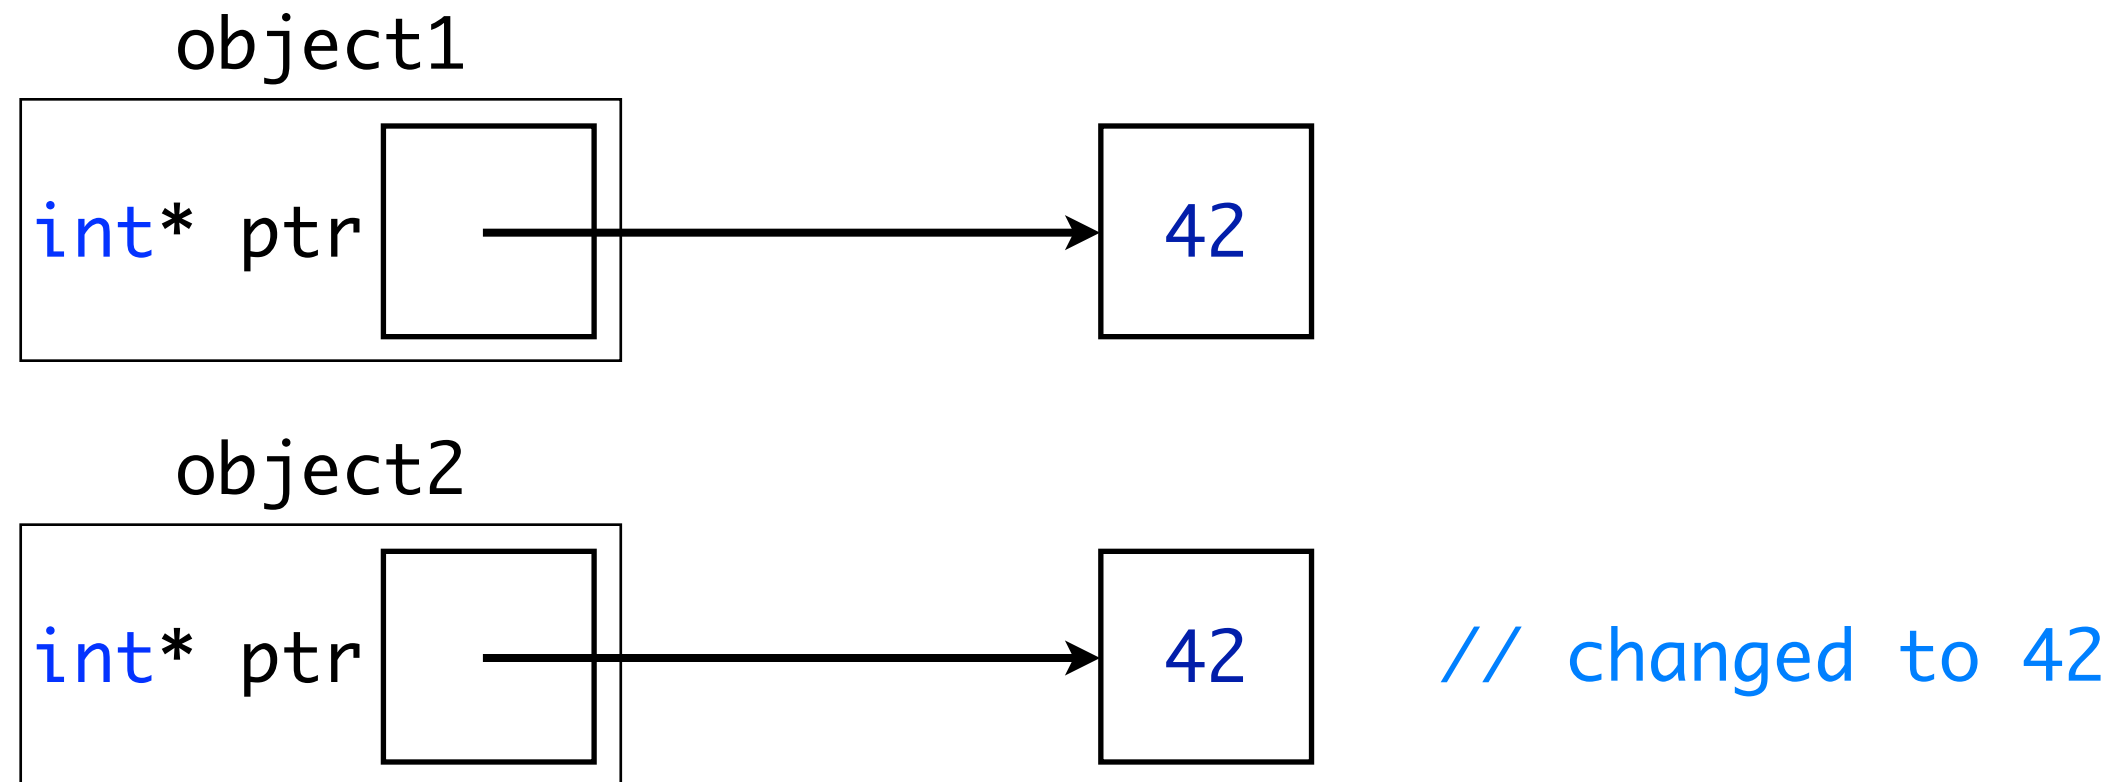 object1
int* ptr
42
object2
int* ptr
42
// changed to 42